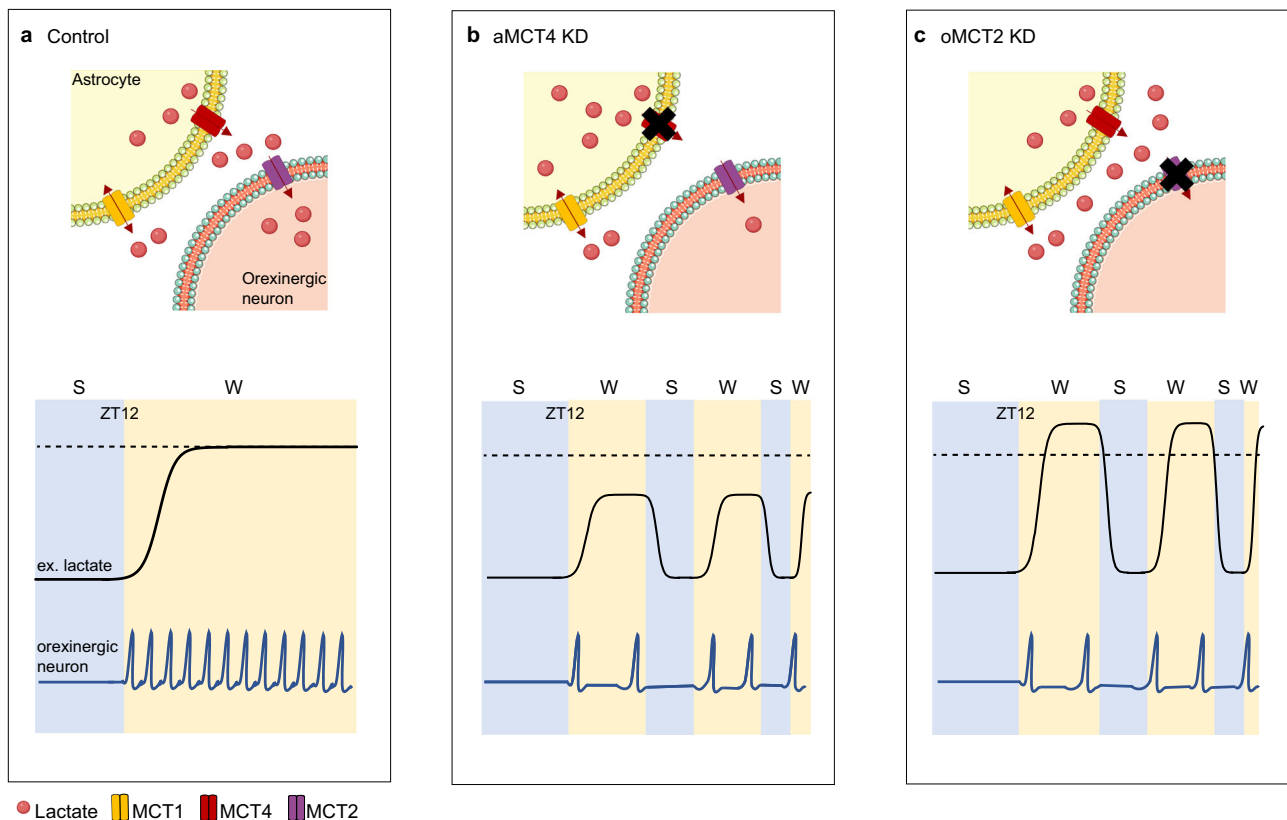 a Control
Astrocyte
Orexinergic
neuron
S W
ZT12
ex. lactate
orexinergic
neuron
b aMCT4 KD
S W S W S W
ZT12
c oMCT2 KD
S W S W S W
ZT12
Lactate MCT1 MCT4 MCT2